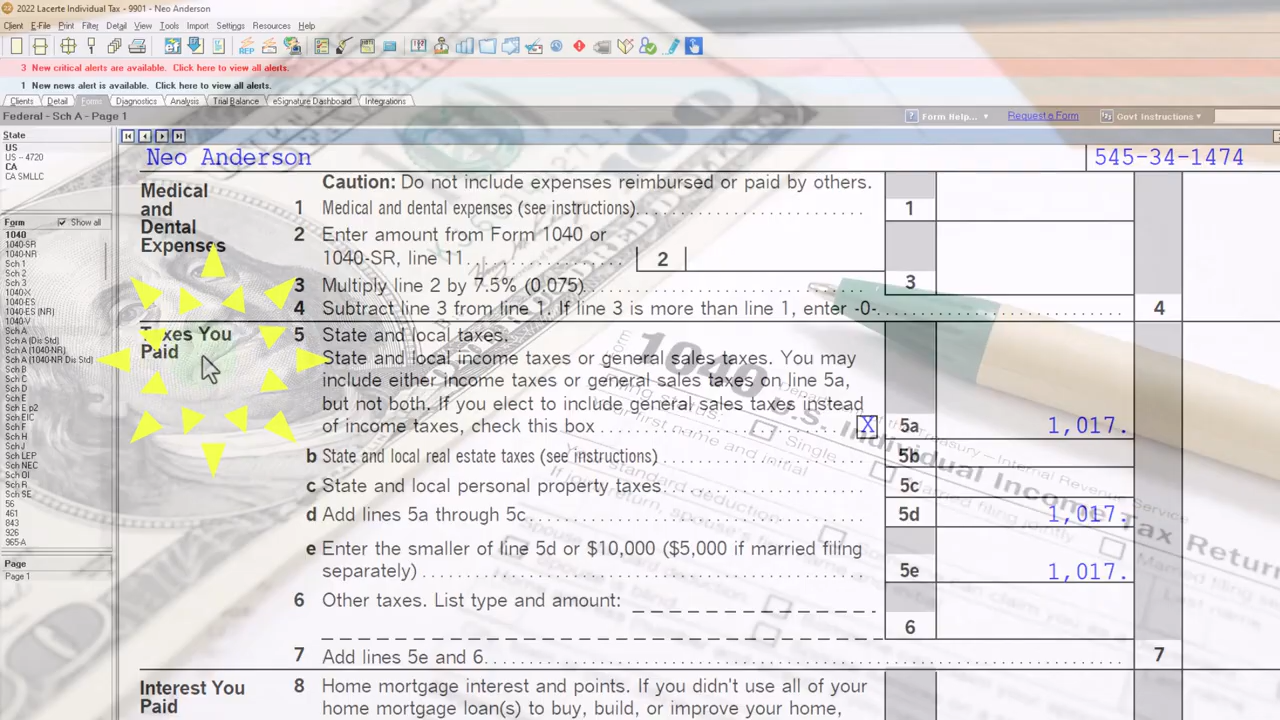 2022 Lacerte Individual Tax - 9901 - Neo Anderson
Client E-File Print Filter Detail View Tools Import Settings Resources Help
3 New critical alerts are available. Click here to view all alerts.
1 New news alert is available. Click here to view all alerts.
Clients Detail Forms Diagnostics Analysis Trial Balance eSignature Dashboard Integrations
Federal - Sch A - Page 1
Form Help... Request a Form Govt Instructions
State
US
US -- 4720
CA
CA SMLLC
Form Show all
1040
1040-SR
1040-NR
Sch 1
Sch 2
Sch 3
1040-X
1040-ES
1040-ES (NR)
1040-V
Sch A
Sch A (Dis Std)
Sch A (1040-NR)
Sch A (1040-NR Dis Std)
Sch B
Sch C
Sch D
Sch E
Sch E p2
Sch EIC
Sch F
Sch H
Sch J
Sch LEP
Sch NEC
Sch OI
Sch R
Sch SE
56
461
843
926
965-A
Page
Page 1
Neo Anderson 545-34-1474
Medical and Dental Expenses
Caution: Do not include expenses reimbursed or paid by others.
1 Medical and dental expenses (see instructions) 1
2 Enter amount from Form 1040 or
1040-SR, line 11 2
3 Multiply line 2 by 7.5% (0.075) 3
4 Subtract line 3 from line 1. If line 3 is more than line 1, enter -0- 4
Taxes You Paid
5 State and local taxes.
State and local income taxes or general sales taxes. You may
include either income taxes or general sales taxes on line 5a,
but not both. If you elect to include general sales taxes instead
of income taxes, check this box X 5a 1,017.
b State and local real estate taxes (see instructions) 5b
c State and local personal property taxes 5c
d Add lines 5a through 5c 5d 1,017.
e Enter the smaller of line 5d or $10,000 ($5,000 if married filing
separately) 5e 1,017.
6 Other taxes. List type and amount:
6
7 Add lines 5e and 6 7
Interest You Paid
8 Home mortgage interest and points. If you didn't use all of your
home mortgage loan(s) to buy, build, or improve your home,
Form 1040 U.S. Individual Income Tax Return
Treasury—Internal Revenue Service
Single
first name and initial
Standard deduction